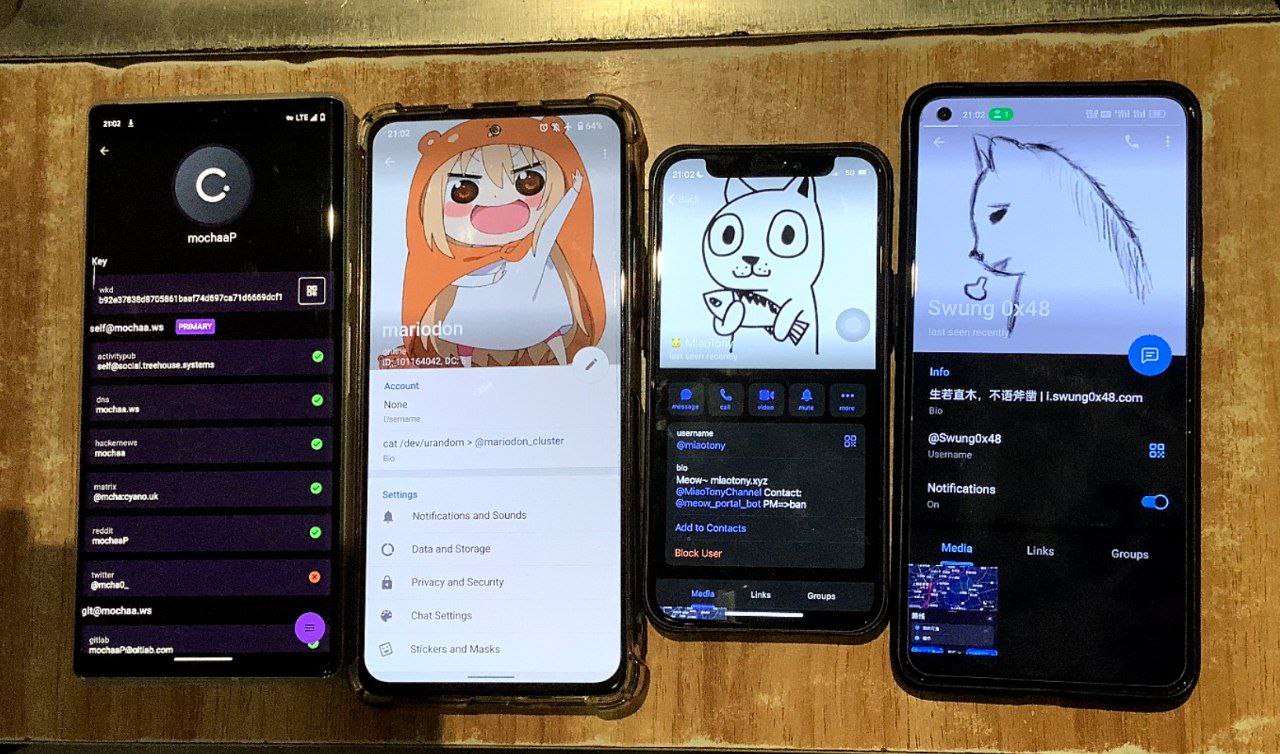 21:02
LTE
mochaaP
Key
wkd
b92e37838d8705861baaf74d697ca71d6669dcf1
self@mochaa.ws PRIMARY
activitypub
self@social.treehouse.systems
dns
mochaa.ws
hackernews
mochaa
matrix
@mcha:cyano.uk
reddit
mochaaP
twitter
@mcha0_
git@mochaa.ws
gitlab
mochaaP@gitlab.com
21:02
64%
mariodon
online
ID: 101164042, DC:
Account
None
Username
cat /dev/urandom > @mariodon_cluster
Bio
Settings
Notifications and Sounds
Data and Storage
Privacy and Security
Chat Settings
Stickers and Masks
21:02
5G
Back
MiaoTony
last seen recently
message
call
video
mute
more
username
@miaotony
bio
Meow~ miaotony.xyz
@MiaoTonyChannel Contact:
@meow_portal_bot PM=>ban
Add to Contacts
Block User
Media Links Groups
21:02 1
Swung 0x48
last seen recently
Info
生若直木，不语斧凿 | i.swung0x48.com
Bio
@Swung0x48
Username
Notifications
On
Media Links Groups